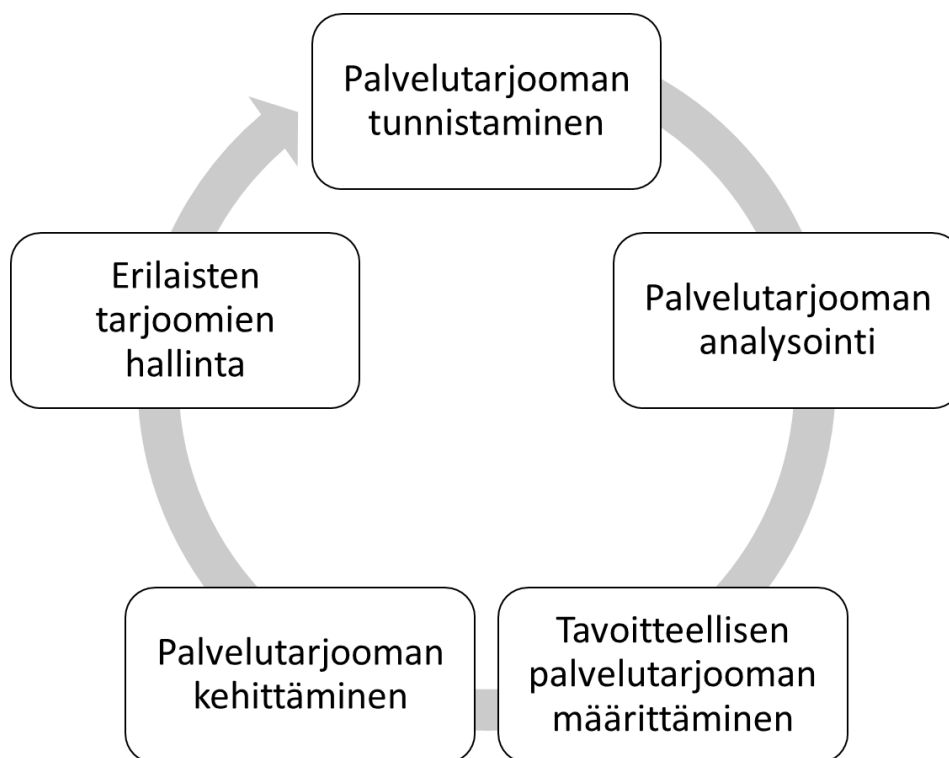 Palvelutarjooman
tunnistaminen
Palvelutarjooman
analysointi
Tavoitteellisen
palvelutarjooman
määrittäminen
Palvelutarjooman
kehittäminen
Erilaisten
tarjoomien
hallinta